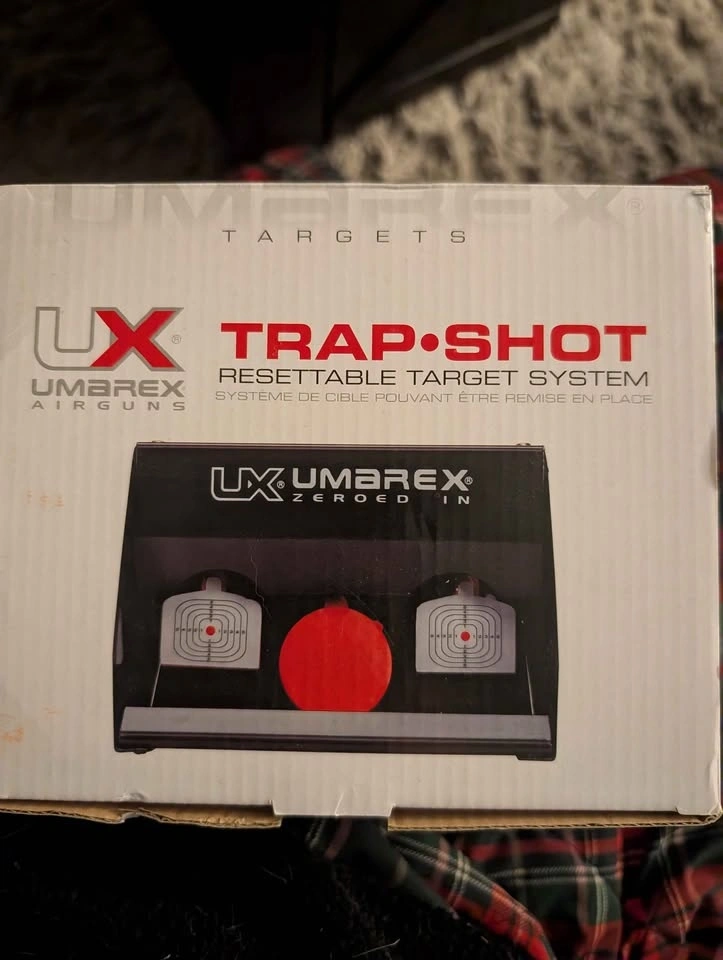 UMAREX®
TARGETS
UX®
UMAREX®
AIRGUNS
TRAP•SHOT
RESETTABLE TARGET SYSTEM
SYSTÈME DE CIBLE POUVANT ÊTRE REMISE EN PLACE
UX® UMAREX®
ZEROED IN